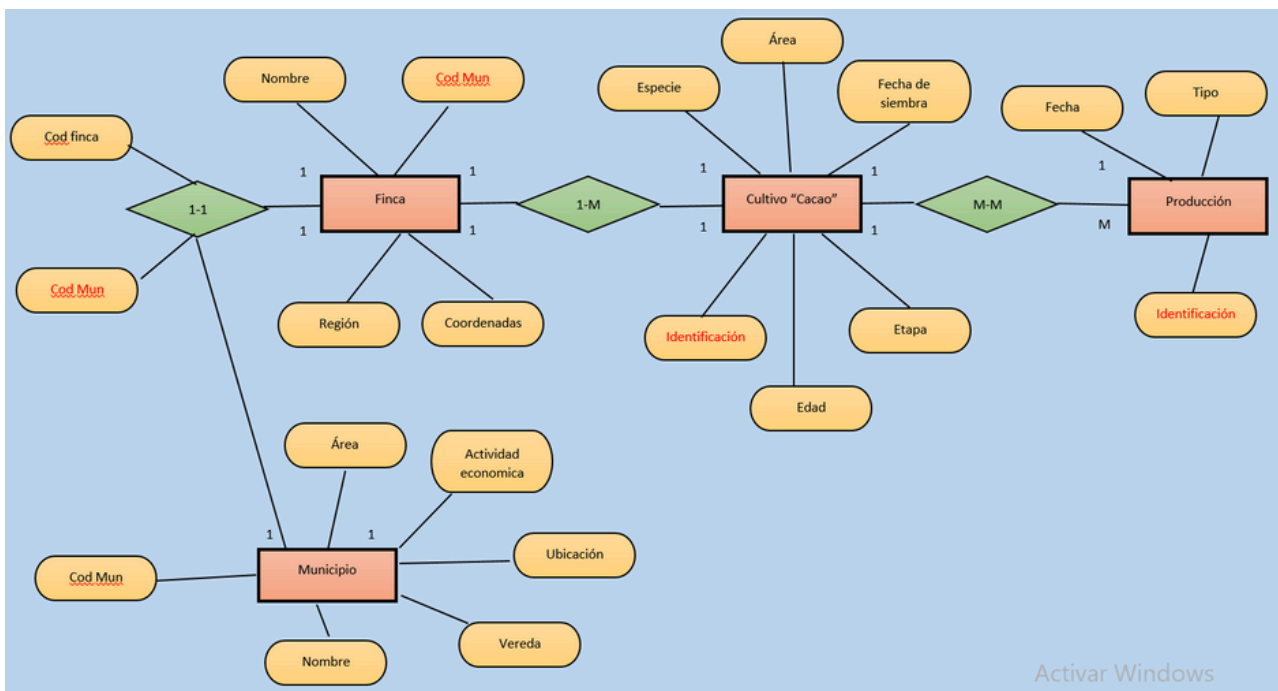 Área
Nombre
Cod Mun
Especie
Fecha de
siembra
Fecha
Tipo
Cod finca
1
1
1
1
1
1-1
Finca
1-M
Cultivo "Cacao"
M-M
Producción
1
1
1
1
M
Cod Mun
Región
Coordenadas
Identificación
Etapa
Identificación
Edad
Área
Actividad
economica
1
1
Ubicación
Cod Mun
Municipio
Vereda
Nombre
Activar Windows